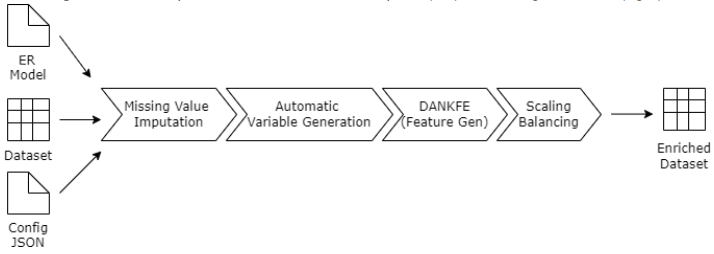 ER
Model
Dataset
Config
JSON
Missing Value
Imputation
Automatic
Variable Generation
DANKFE
(Feature Gen)
Scaling
Balancing
Enriched
Dataset